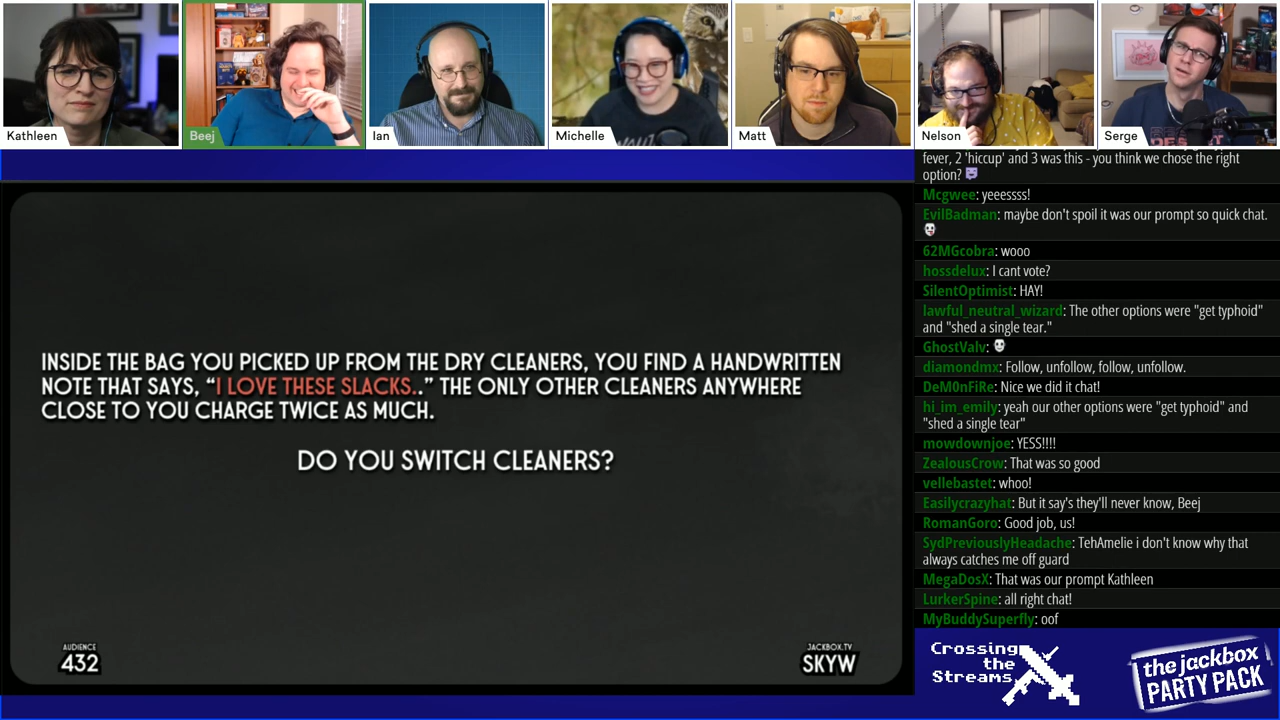 Kathleen
Beej
Ian
Michelle
Matt
Nelson
Serge
INSIDE THE BAG YOU PICKED UP FROM THE DRY CLEANERS, YOU FIND A HANDWRITTEN
NOTE THAT SAYS, “I LOVE THESE SLACKS..” THE ONLY OTHER CLEANERS ANYWHERE
CLOSE TO YOU CHARGE TWICE AS MUCH.
DO YOU SWITCH CLEANERS?
AUDIENCE
432
JACKBOX.TV
SKYW
fever, 2 'hiccup' and 3 was this - you think we chose the right
option?
Mcgwee: yeeessss!
EvilBadman: maybe don't spoil it was our prompt so quick chat.
62MGcobra: wooo
hossdelux: I cant vote?
SilentOptimist: HAY!
lawful_neutral_wizard: The other options were "get typhoid"
and "shed a single tear."
GhostValv:
diamondmx: Follow, unfollow, follow, unfollow.
DeM0nFiRe: Nice we did it chat!
hi_im_emily: yeah our other options were "get typhoid" and
"shed a single tear"
mowdownjoe: YESS!!!!
ZealousCrow: That was so good
vellebastet: whoo!
Easilycrazyhat: But it say's they'll never know, Beej
RomanGoro: Good job, us!
SydPreviouslyHeadache: TehAmelie i don't know why that
always catches me off guard
MegaDosX: That was our prompt Kathleen
LurkerSpine: all right chat!
MyBuddySuperfly: oof
Crossing
the
Streams
the jackbox
PARTY PACK